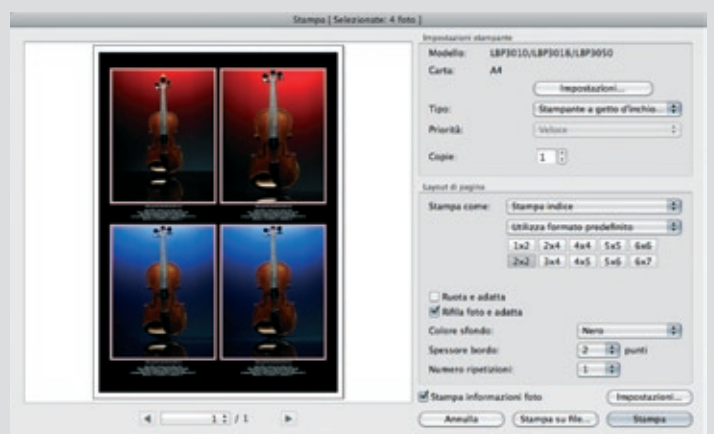 Stampa [ Selezionate: 4 foto ]
Impostazioni stampante
Modello: LBP3010/LBP3018/LBP3050
Carta: A4
Impostazioni...
Tipo: Stampante a getto d'inchio...
Priorità: Veloce
Copie: 1
Layout di pagina
Stampa come: Stampa indice
Utilizza formato predefinito
1x2 2x4 4x4 5x5 6x6
2x2 3x4 4x5 5x6 6x7
Ruota e adatta
Rifila foto e adatta
Colore sfondo: Nero
Spessore bordo: 2 punti
Numero ripetizioni: 1
Stampa informazioni foto Impostazioni...
1 / 1
Annulla Stampa su file... Stampa